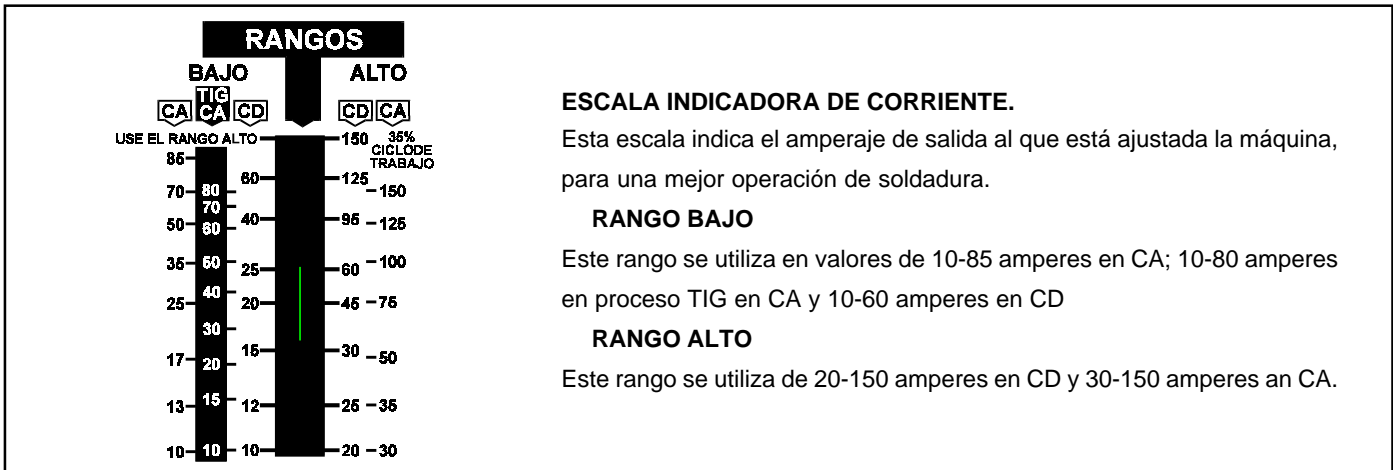 RANGOS
BAJO ALTO
CA TIG CA CD CD CA
USE EL RANGO ALTO 150 35% CICLODE TRABAJO
85
60 125
70 80 150
70
50 60 40 95 125
35 50 25 60 100
25 40 20 45 75
30
17 20 15 30 50
13 15 12 25 35
10 10 10 20 30
ESCALA INDICADORA DE CORRIENTE.
Esta escala indica el amperaje de salida al que está ajustada la máquina,
para una mejor operación de soldadura.
RANGO BAJO
Este rango se utiliza en valores de 10-85 amperes en CA; 10-80 amperes
en proceso TIG en CA y 10-60 amperes en CD
RANGO ALTO
Este rango se utiliza de 20-150 amperes en CD y 30-150 amperes an CA.